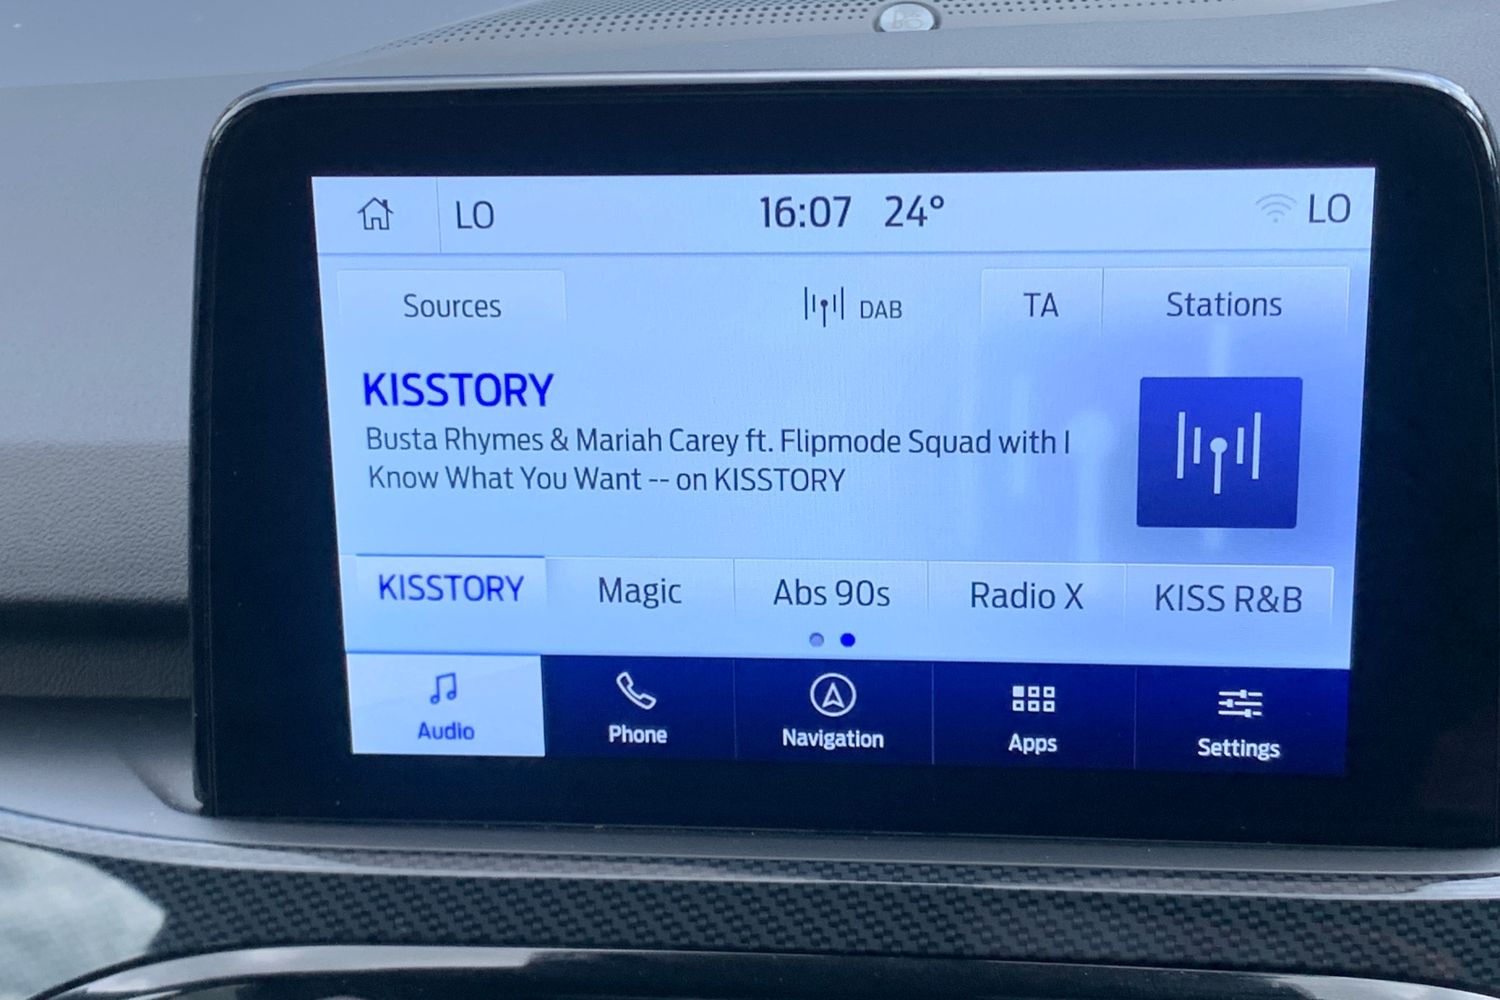 LO 16:07 24° LO
Sources DAB TA Stations
KISSTORY
Busta Rhymes & Mariah Carey ft. Flipmode Squad with I
Know What You Want -- on KISSTORY
KISSTORY Magic Abs 90s Radio X KISS R&B
Audio Phone Navigation Apps Settings